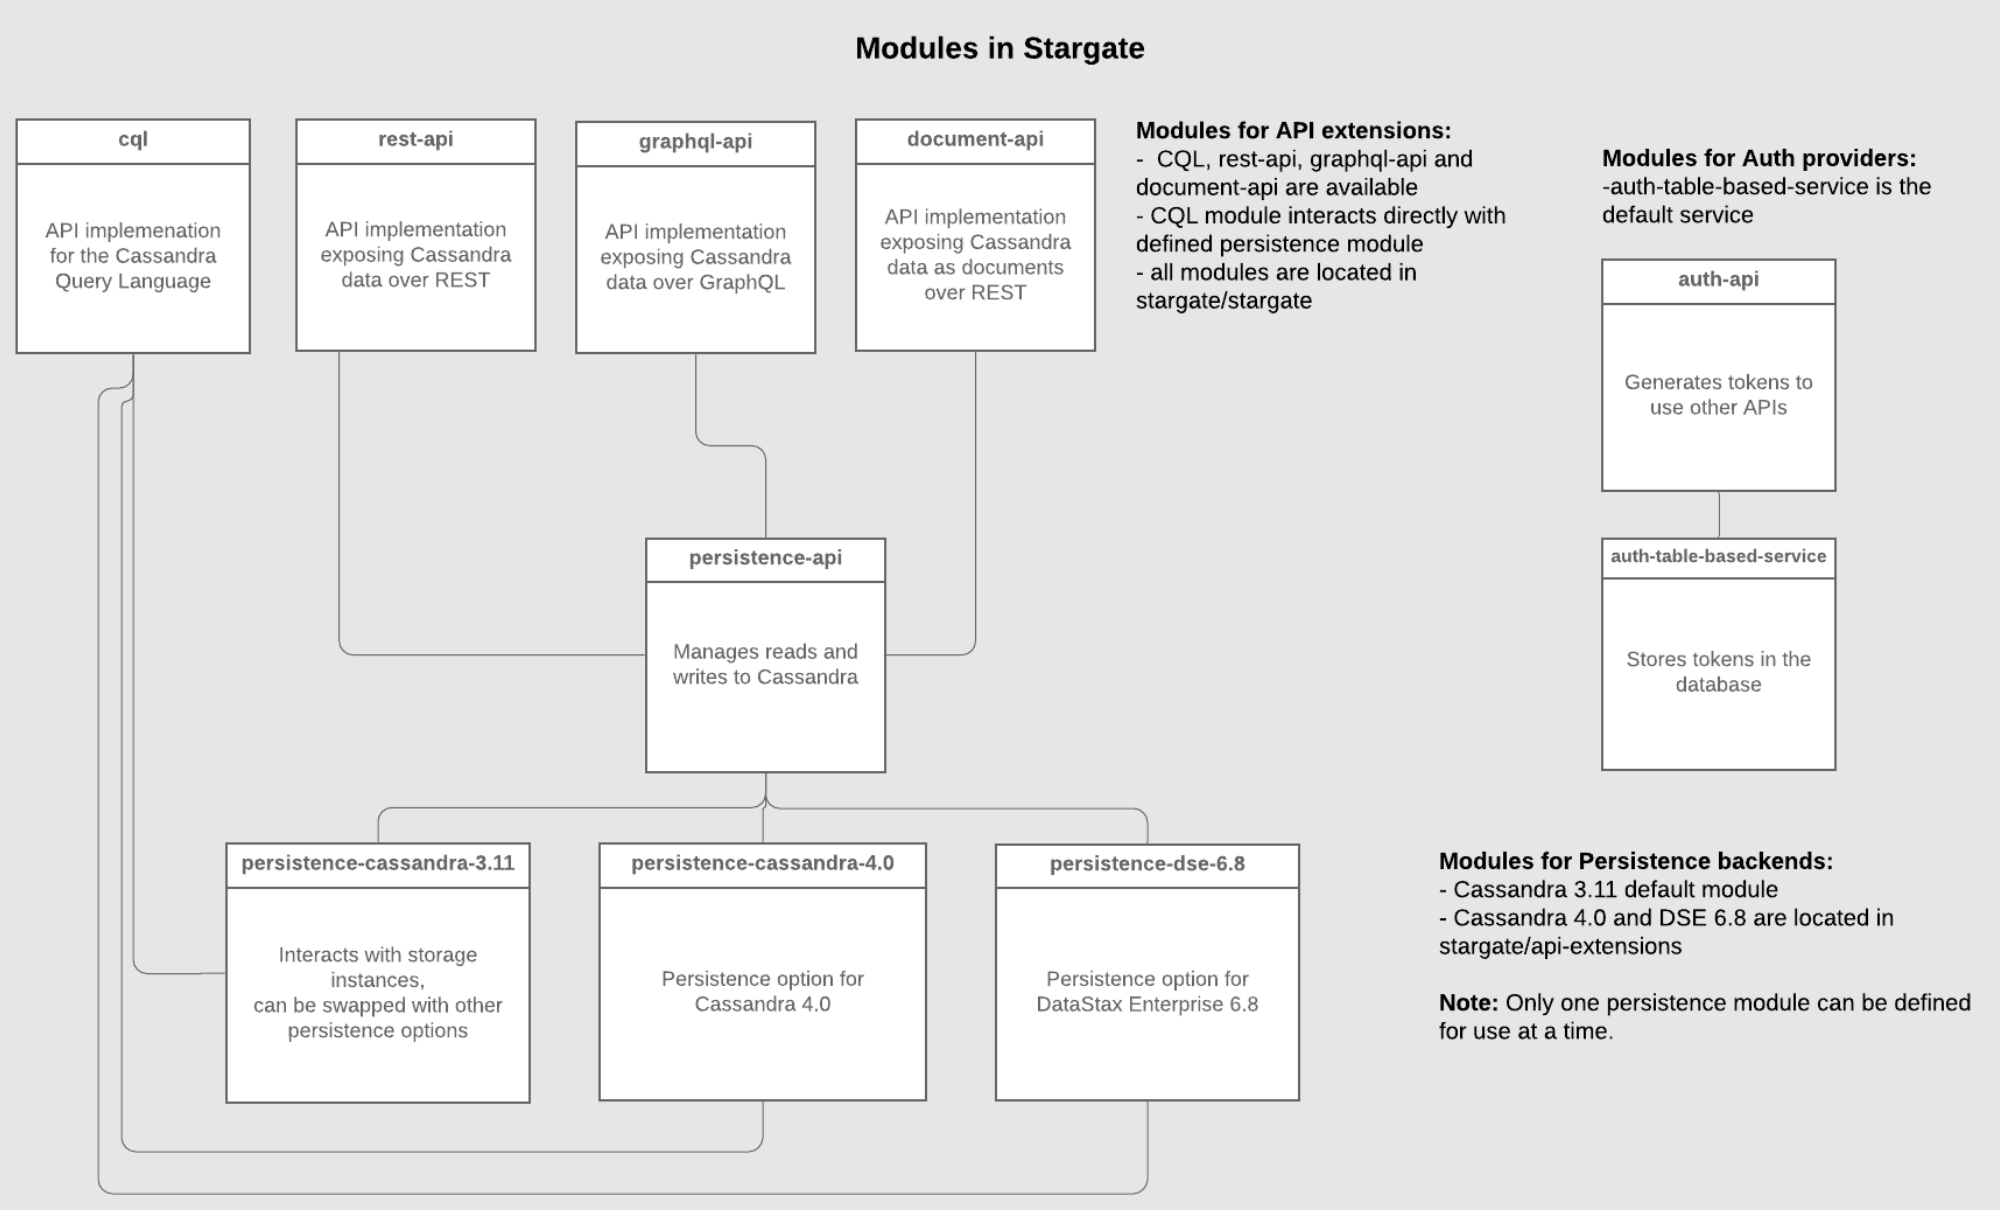 Modules in Stargate
cql
API implemenation
for the Cassandra
Query Language
rest-api
API implementation
exposing Cassandra
data over REST
graphql-api
API implementation
exposing Cassandra
data over GraphQL
document-api
API implementation
exposing Cassandra
data as documents
over REST
Modules for API extensions:
- CQL, rest-api, graphql-api and
document-api are available
- CQL module interacts directly with
defined persistence module
- all modules are located in
stargate/stargate
Modules for Auth providers:
-auth-table-based-service is the
default service
auth-api
Generates tokens to
use other APIs
auth-table-based-service
Stores tokens in the
database
persistence-api
Manages reads and
writes to Cassandra
persistence-cassandra-3.11
Interacts with storage
instances,
can be swapped with other
persistence options
persistence-cassandra-4.0
Persistence option for
Cassandra 4.0
persistence-dse-6.8
Persistence option for
DataStax Enterprise 6.8
Modules for Persistence backends:
- Cassandra 3.11 default module
- Cassandra 4.0 and DSE 6.8 are located in
stargate/api-extensions
Note: Only one persistence module can be defined
for use at a time.